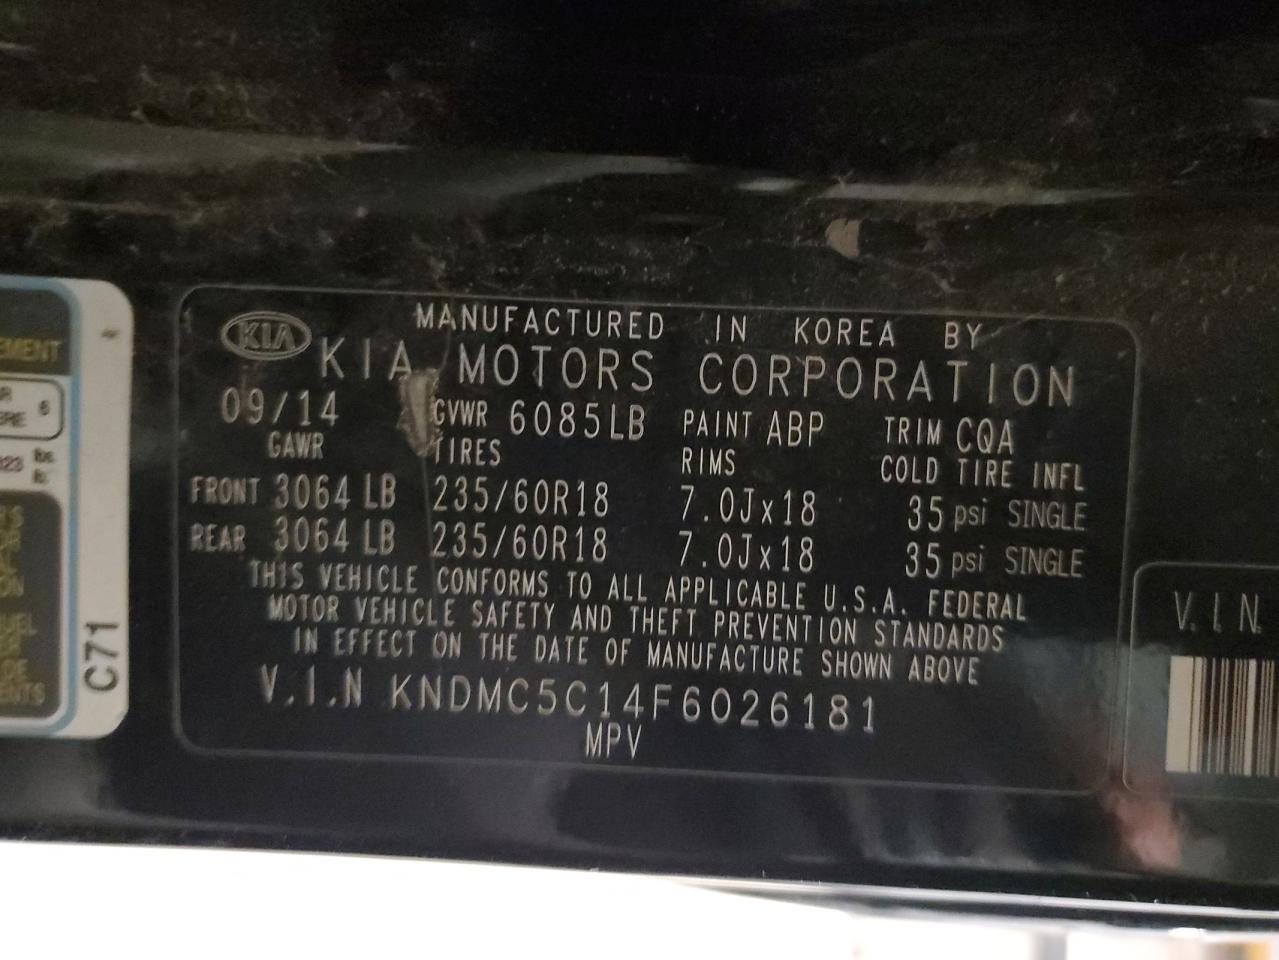 KIA
MANUFACTURED IN KOREA BY
KIA MOTORS CORPORATION
09/14 GVWR 6085LB PAINT ABP TRIM CQA
GAWR TIRES RIMS COLD TIRE INFL
FRONT 3064 LB 235/60R18 7.0Jx18 35 psi SINGLE
REAR 3064 LB 235/60R18 7.0Jx18 35 psi SINGLE
THIS VEHICLE CONFORMS TO ALL APPLICABLE U.S.A. FEDERAL
MOTOR VEHICLE SAFETY AND THEFT PREVENTION STANDARDS
IN EFFECT ON THE DATE OF MANUFACTURE SHOWN ABOVE
V.I.N KNDMC5C14F6026181
MPV
C71
V.I.N.